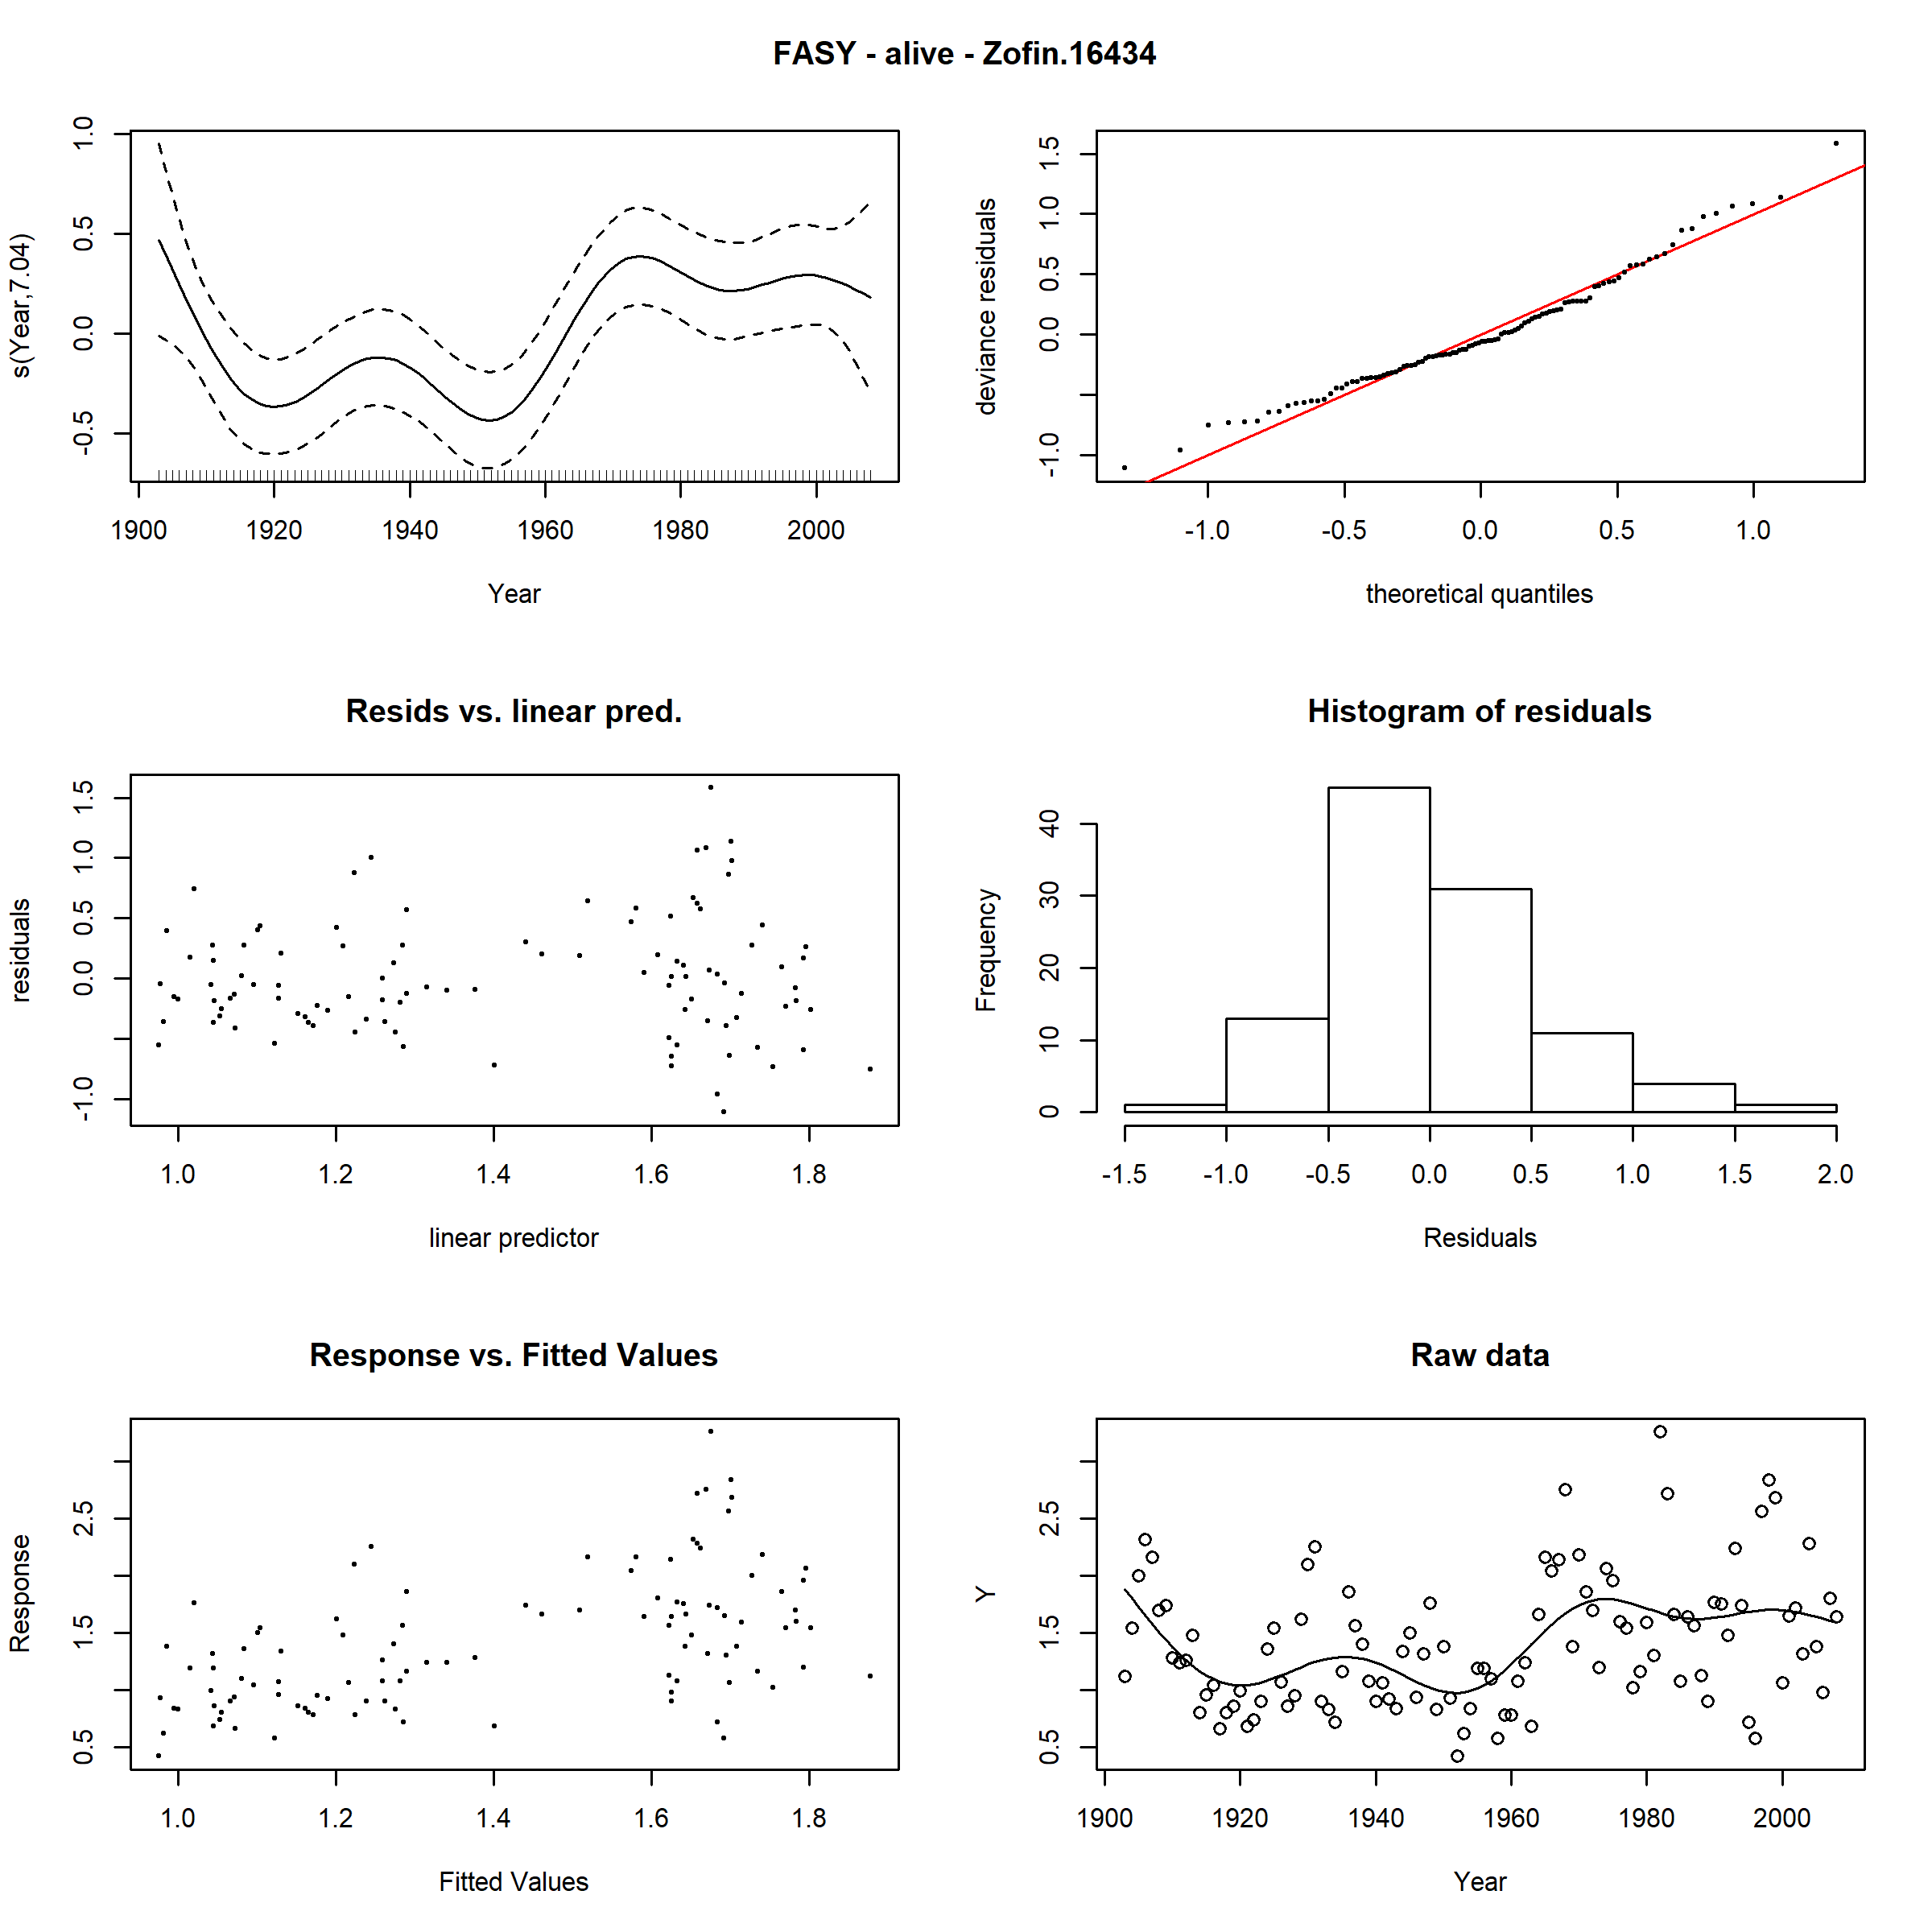 FASY - alive - Zofin.16434
s(Year,7.04)
-0.5 0.0 0.5 1.0
1900 1920 1940 1960 1980 2000
Year
deviance residuals
-1.0 0.0 0.5 1.0 1.5
-1.0 -0.5 0.0 0.5 1.0
theoretical quantiles
Resids vs. linear pred.
residuals
-1.0 0.0 0.5 1.0 1.5
1.0 1.2 1.4 1.6 1.8
linear predictor
Histogram of residuals
Frequency
0 10 20 30 40
-1.5 -1.0 -0.5 0.0 0.5 1.0 1.5 2.0
Residuals
Response vs. Fitted Values
Response
0.5 1.5 2.5
1.0 1.2 1.4 1.6 1.8
Fitted Values
Raw data
Y
0.5 1.5 2.5
1900 1920 1940 1960 1980 2000
Year